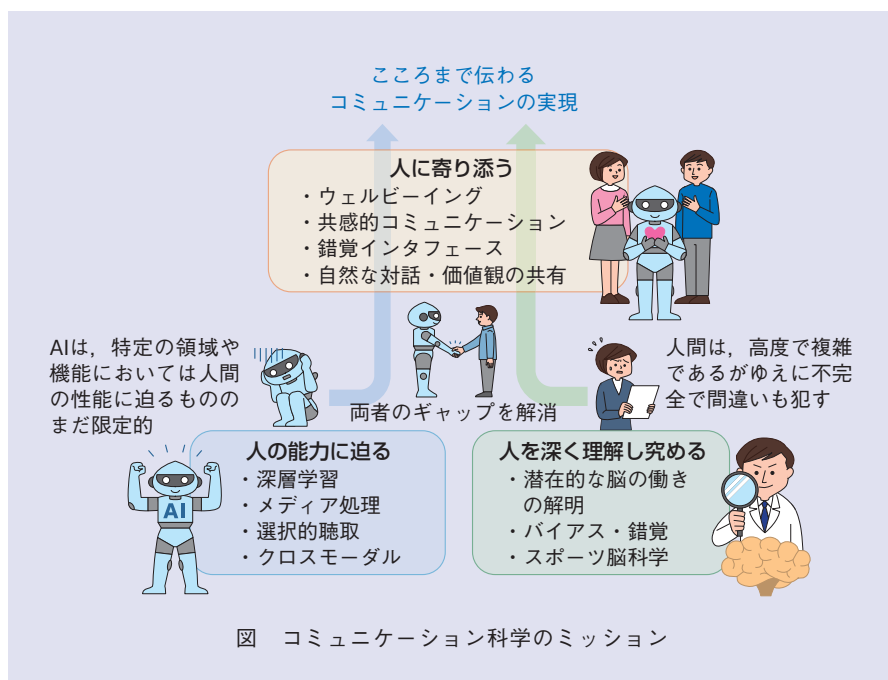 こころまで伝わる
コミュニケーションの実現
人に寄り添う
・ウェルビーイング
・共感的コミュニケーション
・錯覚インタフェース
・自然な対話・価値観の共有
AIは，特定の領域や
機能においては人間
の性能に迫るものの
まだ限定的
両者のギャップを解消
人間は，高度で複雑
であるがゆえに不完
全で間違いも犯す
人の能力に迫る
・深層学習
・メディア処理
・選択的聴取
・クロスモーダル
AI
人を深く理解し究める
・潜在的な脳の働き
の解明
・バイアス・錯覚
・スポーツ脳科学
図　コミュニケーション科学のミッション